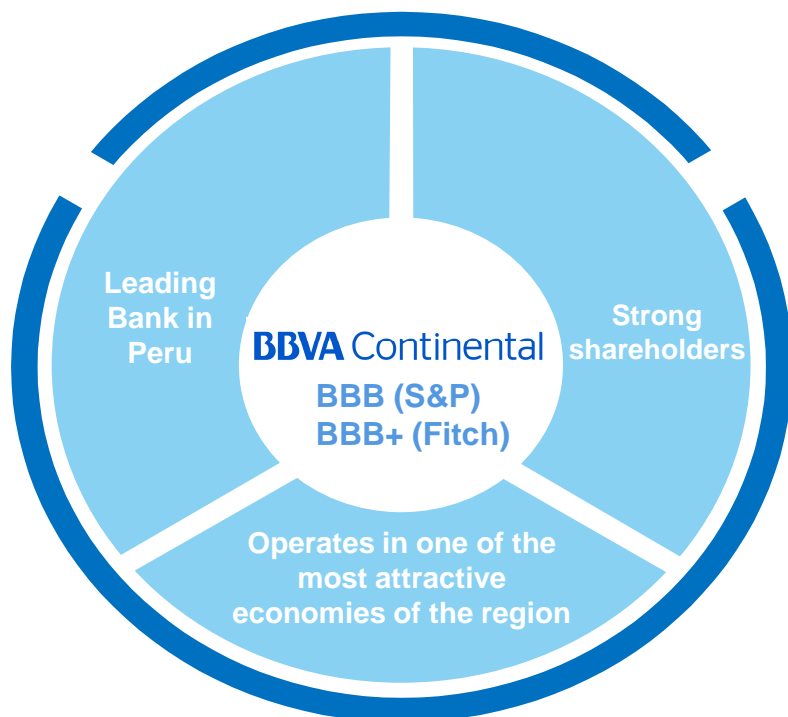 Leading
Bank in
Peru
Strong
shareholders
BBVA Continental
BBB (S&P)
BBB+ (Fitch)
Operates in one of the
most attractive
economies of the region